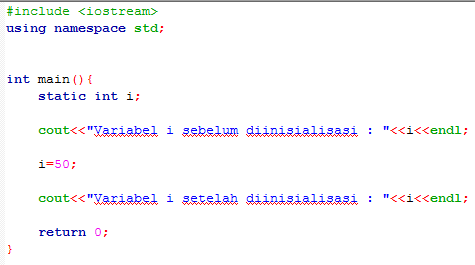 #include <iostream>
using namespace std;
int main(){
static int i;
cout<<"Variabel i sebelum diinisialisasi : "<<i<<endl;
i=50;
cout<<"Variabel i setelah diinisialisasi : "<<i<<endl;
return 0;
}